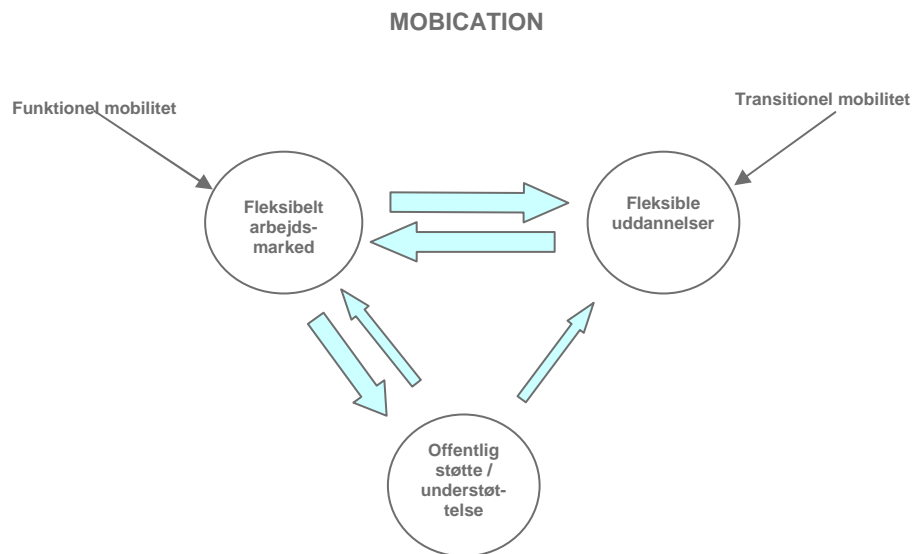 MOBICATION
Funktionel mobilitet
Transitionel mobilitet
Fleksibelt
arbejds-
marked
Fleksible
uddannelser
Offentlig
støtte /
understøt-
telse